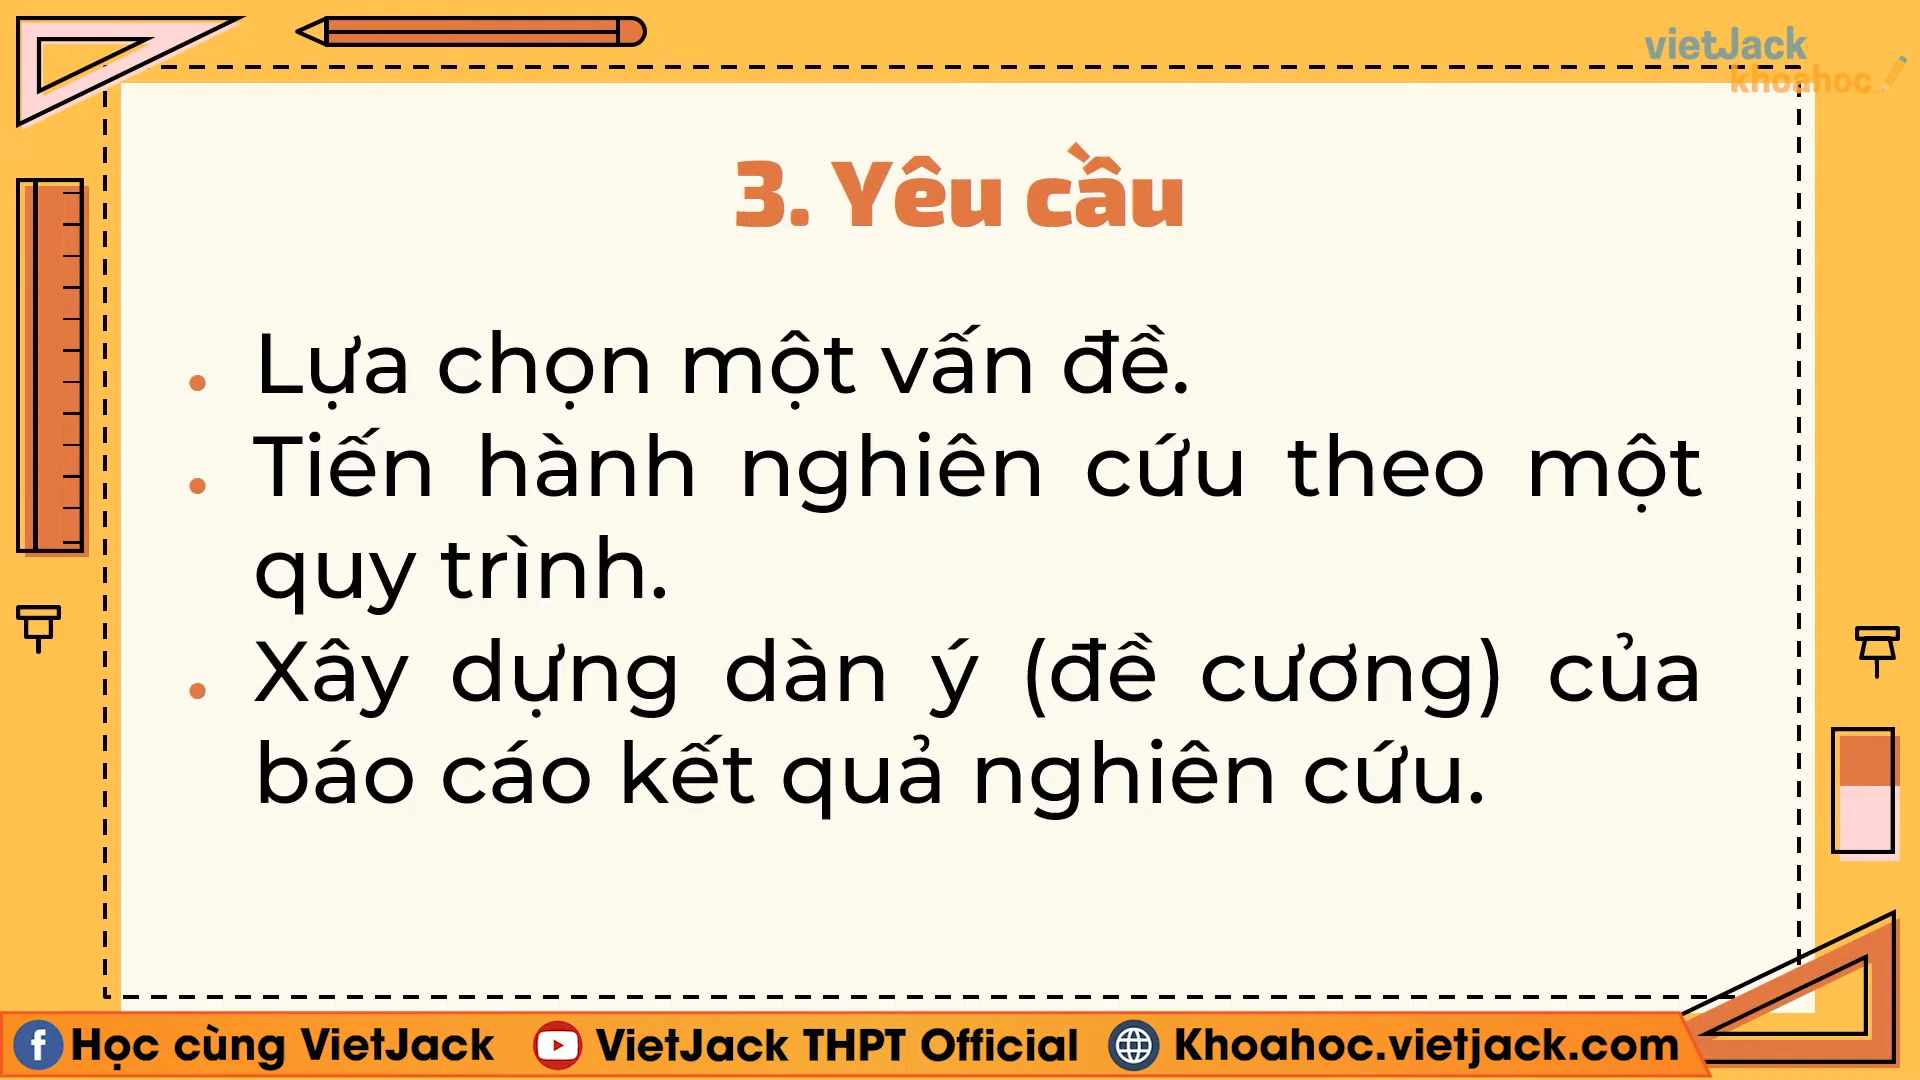 vietJack
khoahoc
3. Yêu cầu
• Lựa chọn một vấn đề.
• Tiến hành nghiên cứu theo một
quy trình.
• Xây dựng dàn ý (đề cương) của
báo cáo kết quả nghiên cứu.
Học cùng VietJack VietJack THPT Official Khoahoc.vietjack.com